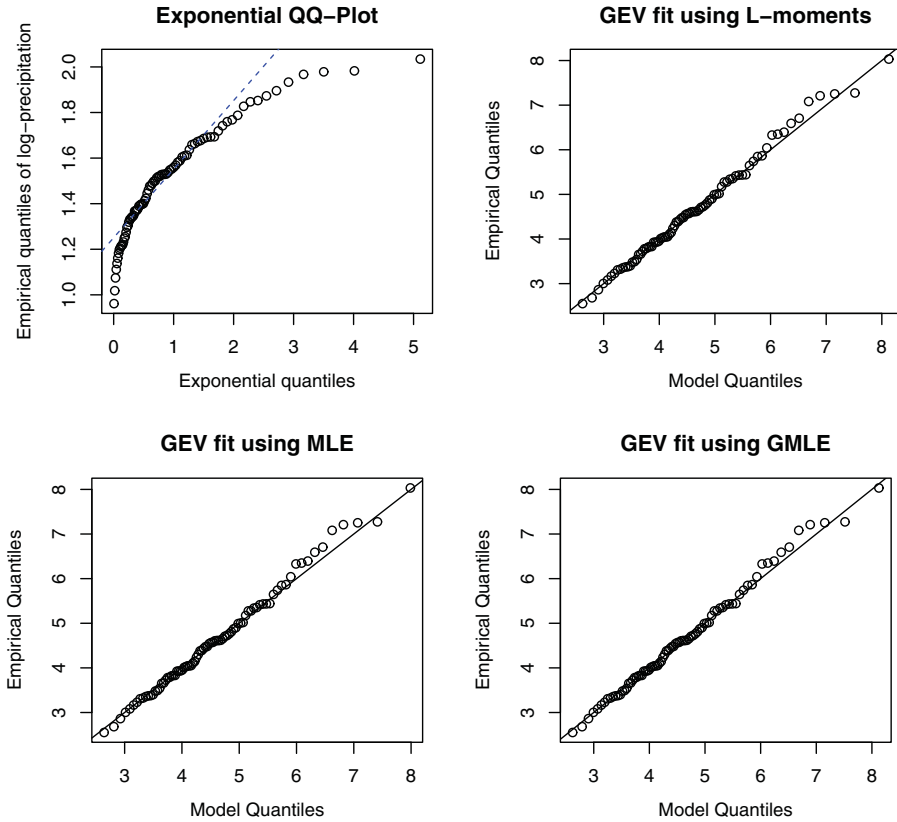 Exponential QQ−Plot
Empirical quantiles of log−precipitation
1.0 1.2 1.4 1.6 1.8 2.0
0 1 2 3 4 5
Exponential quantiles
GEV fit using L−moments
Empirical Quantiles
3 4 5 6 7 8
3 4 5 6 7 8
Model Quantiles
GEV fit using MLE
Empirical Quantiles
3 4 5 6 7 8
3 4 5 6 7 8
Model Quantiles
GEV fit using GMLE
Empirical Quantiles
3 4 5 6 7 8
3 4 5 6 7 8
Model Quantiles